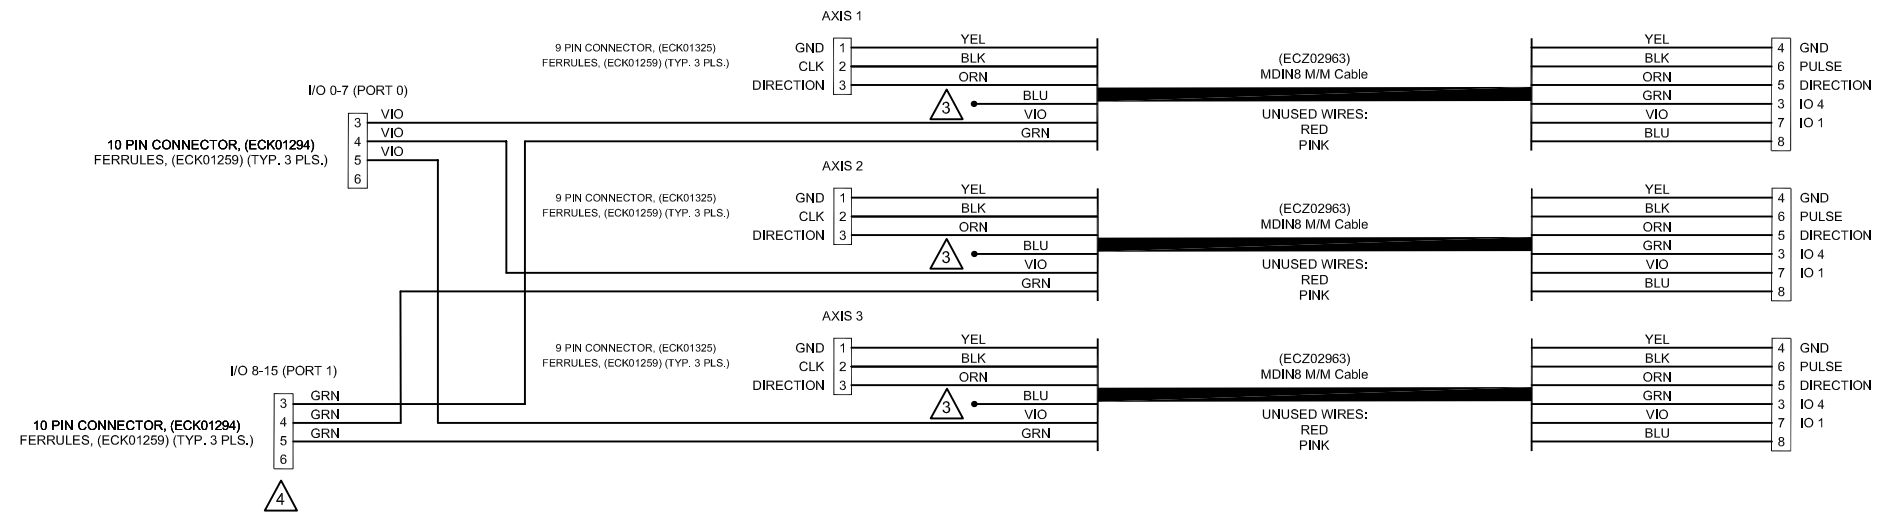 AXIS 1
9 PIN CONNECTOR, (ECK01325)
FERRULES, (ECK01259) (TYP. 3 PLS.)
GND 1 YEL
CLK 2 BLK
DIRECTION 3 ORN
3 BLU
VIO
GRN
(ECZ02963)
MDIN8 M/M Cable
UNUSED WIRES:
RED
PINK
YEL 4 GND
BLK 6 PULSE
ORN 5 DIRECTION
GRN 3 IO 4
VIO 7 IO 1
BLU 8
I/O 0-7 (PORT 0)
10 PIN CONNECTOR, (ECK01294)
FERRULES, (ECK01259) (TYP. 3 PLS.)
3 VIO
4 VIO
5 VIO
6
AXIS 2
9 PIN CONNECTOR, (ECK01325)
FERRULES, (ECK01259) (TYP. 3 PLS.)
GND 1 YEL
CLK 2 BLK
DIRECTION 3 ORN
3 BLU
VIO
GRN
(ECZ02963)
MDIN8 M/M Cable
UNUSED WIRES:
RED
PINK
YEL 4 GND
BLK 6 PULSE
ORN 5 DIRECTION
GRN 3 IO 4
VIO 7 IO 1
BLU 8
AXIS 3
9 PIN CONNECTOR, (ECK01325)
FERRULES, (ECK01259) (TYP. 3 PLS.)
GND 1 YEL
CLK 2 BLK
DIRECTION 3 ORN
3 BLU
VIO
GRN
(ECZ02963)
MDIN8 M/M Cable
UNUSED WIRES:
RED
PINK
YEL 4 GND
BLK 6 PULSE
ORN 5 DIRECTION
GRN 3 IO 4
VIO 7 IO 1
BLU 8
I/O 8-15 (PORT 1)
10 PIN CONNECTOR, (ECK01294)
FERRULES, (ECK01259) (TYP. 3 PLS.)
3 GRN
4 GRN
5 GRN
6
4